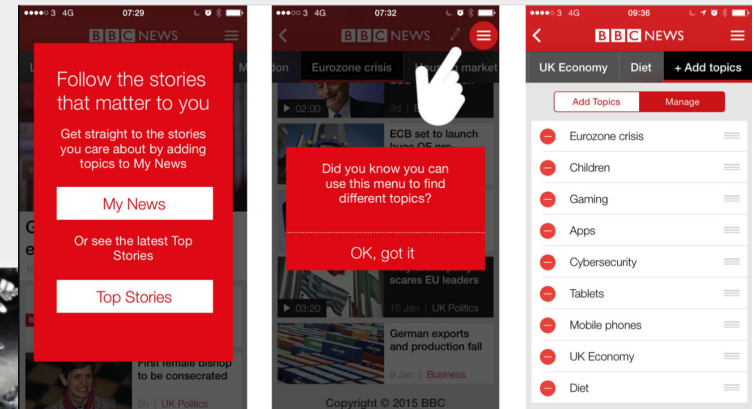 3 4G 07:29
BBC NEWS
Follow the stories
that matter to you
Get straight to the stories
you care about by adding
topics to My News
My News
Or see the latest Top
Stories
Top Stories
First female bishop
to be consecrated
5h | UK Politics
3 4G 07:32
BBC NEWS
Eurozone crisis
Housing market
02:00
3d
ECB set to launch
huge QE pro-
Did you know you can
use this menu to find
different topics?
OK, got it
scares EU leaders
03:20
16 Jan | UK Politics
German exports
and production fall
9 Jan | Business
Copyright © 2015 BBC
3 4G 09:36
BBC NEWS
UK Economy Diet + Add topics
Add Topics Manage
Eurozone crisis
Children
Gaming
Apps
Cybersecurity
Tablets
Mobile phones
UK Economy
Diet